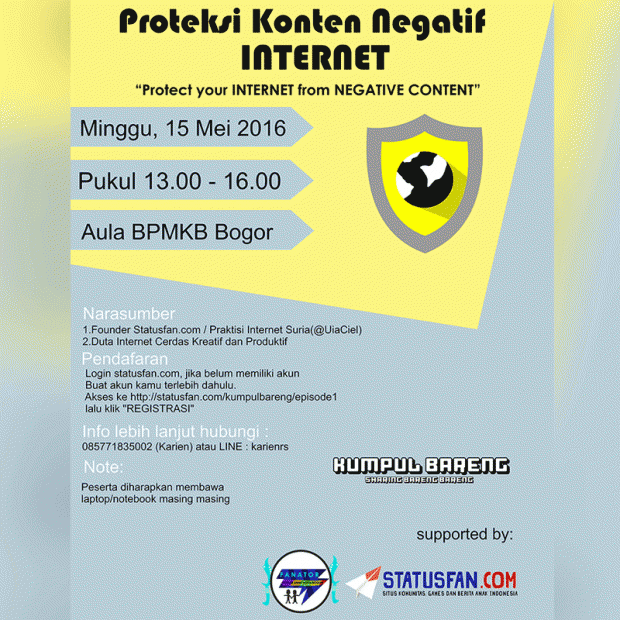 Proteksi Konten Negatif
INTERNET
“Protect your INTERNET from NEGATIVE CONTENT”
Minggu, 15 Mei 2016
Pukul 13.00 - 16.00
Aula BPMKB Bogor
Narasumber
1.Founder Statusfan.com / Praktisi Internet Suria(@UiaCiel)
2.Duta Internet Cerdas Kreatif dan Produktif
Pendafaran
Login statusfan.com, jika belum memiliki akun
Buat akun kamu terlebih dahulu.
Akses ke http://statusfan.com/kumpulbareng/episode1
lalu klik "REGISTRASI"
Info lebih lanjut hubungi :
085771835002 (Karien) atau LINE : karienrs
Note:
Peserta diharapkan membawa
laptop/notebook masing masing
KUMPUL BARENG
SHARING BARENG BARENG
supported by:
STATUSFAN.COM
SITUS KOMUNITAS, GAMES DAN BERITA ANAK INDONESIA